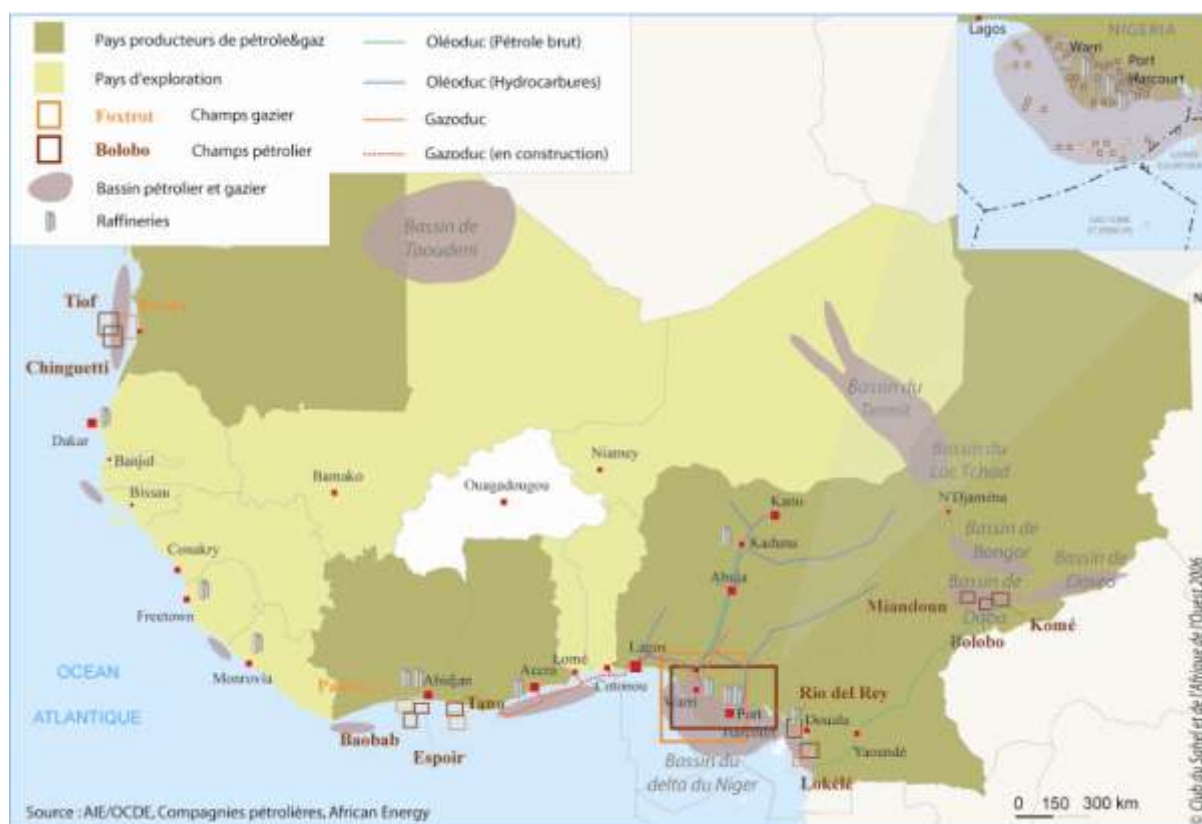 Pays producteurs de pétrole&gaz
Pays d'exploration
Foxtrot Champs gazier
Bolobo Champs pétrolier
Bassin pétrolier et gazier
Raffineries
Oléoduc (Pétrole brut)
Oléoduc (Hydrocarbures)
Gazoduc
Gazoduc (en construction)
NIGERIA
Lagos
Warri
Port
Harcourt
Bassin de
Taoudeni
Tiof
Chinguetti
Dakar
Banjul
Bissau
Bamako
Ouagadougou
Niamey
Bassin du
Termit
Bassin du
Lac Tchad
N'Djaména
Kano
Kaduna
Abuja
Conakry
Freetown
Monrovia
Bassin de
Bongor
Bassin de
Doseo
Bassin de
Doba
Miandoun
Bolobo
Komé
OCEAN
ATLANTIQUE
Abidjan
Accra
Lomé
Cotonou
Lagos
Tano
Baobab
Espoir
Warri
Port
Harcourt
Rio del Rey
Douala
Yaoundé
Lokélé
Bassin du
delta du Niger
0 150 300 km
Source : AIE/OCDE, Compagnies pétrolières, African Energy
© Club du Sahel et de l'Afrique de l'Ouest 2006